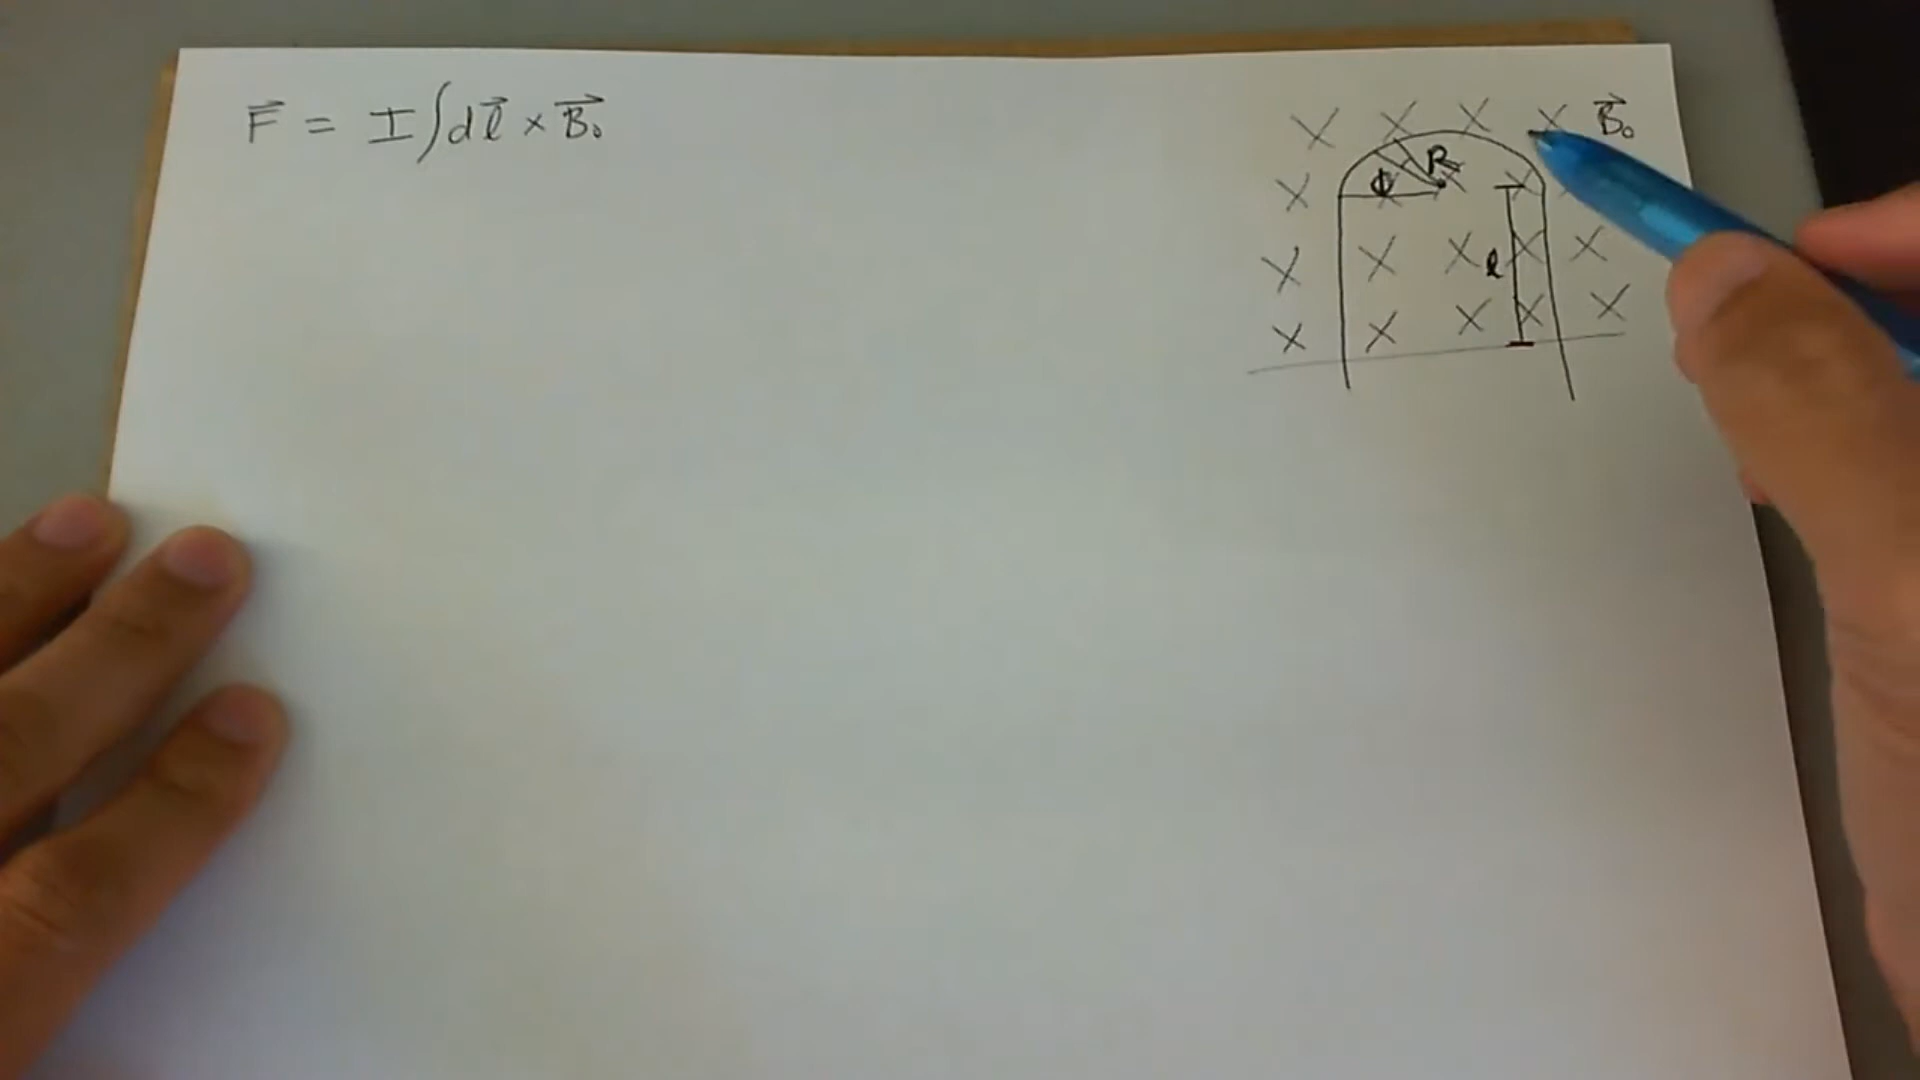 F⃗ = I∫dl⃗ × B⃗₀
B⃗₀
R
ϕ
l